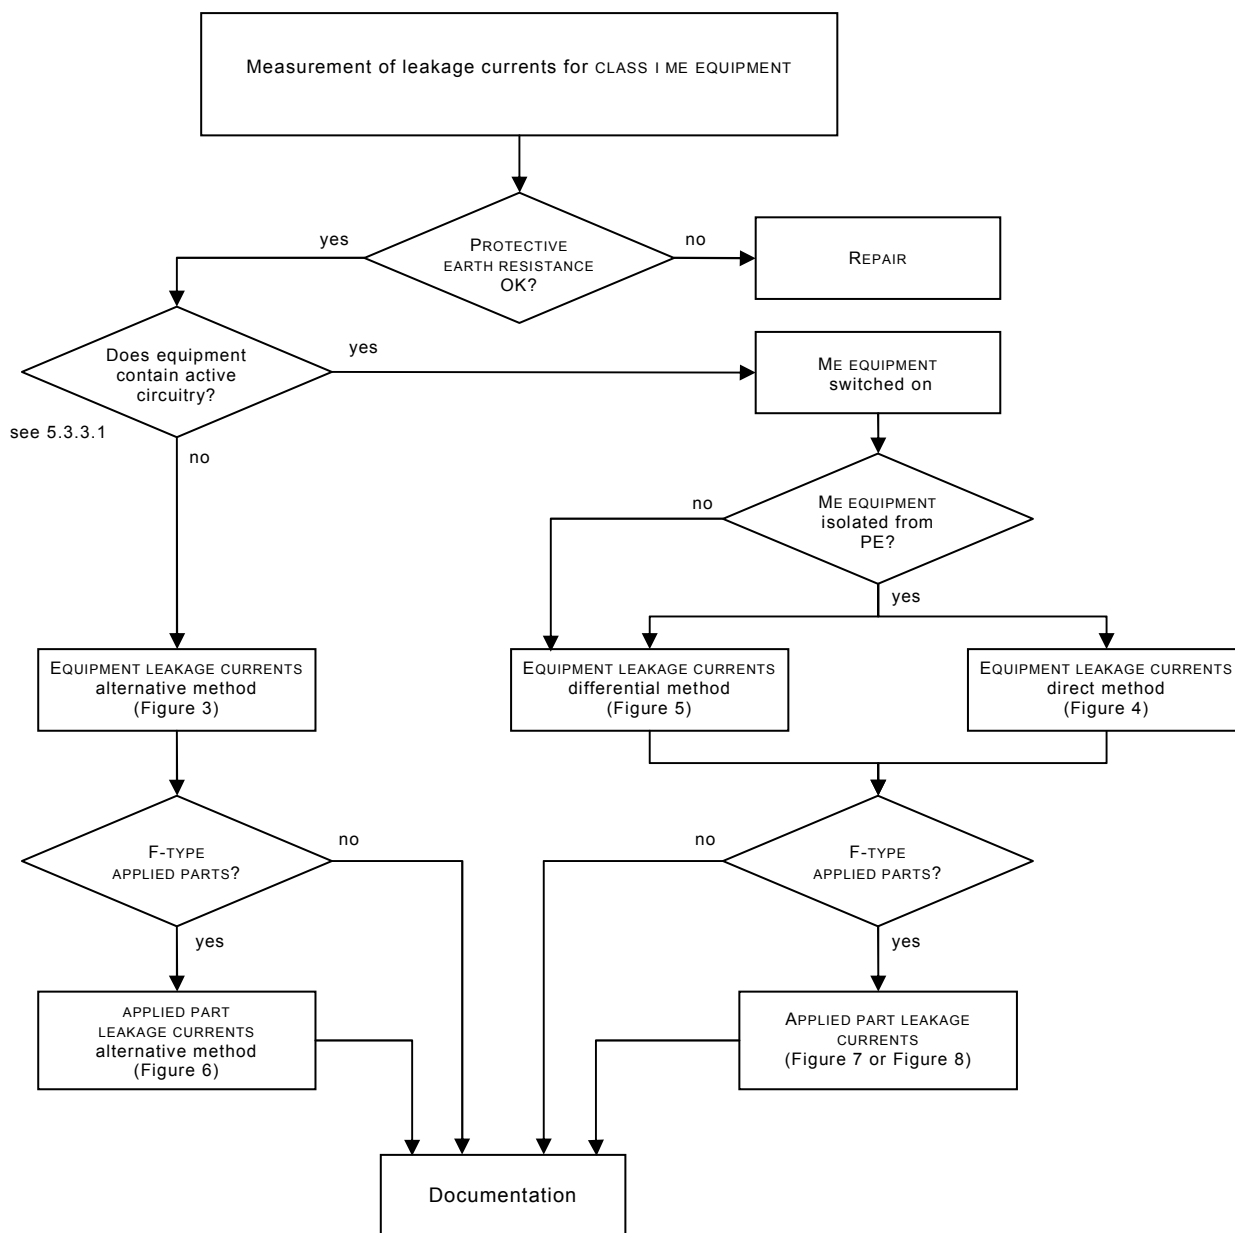 Measurement of leakage currents for CLASS I ME EQUIPMENT
yes
PROTECTIVE
EARTH RESISTANCE
OK?
no
REPAIR
Does equipment
contain active
circuitry?
yes
ME EQUIPMENT
switched on
see 5.3.3.1
no
no
ME EQUIPMENT
isolated from
PE?
yes
EQUIPMENT LEAKAGE CURRENTS
alternative method
(Figure 3)
EQUIPMENT LEAKAGE CURRENTS
differential method
(Figure 5)
EQUIPMENT LEAKAGE CURRENTS
direct method
(Figure 4)
F-TYPE
APPLIED PARTS?
no
yes
no
F-TYPE
APPLIED PARTS?
yes
APPLIED PART
LEAKAGE CURRENTS
alternative method
(Figure 6)
APPLIED PART LEAKAGE
CURRENTS
(Figure 7 or Figure 8)
Documentation